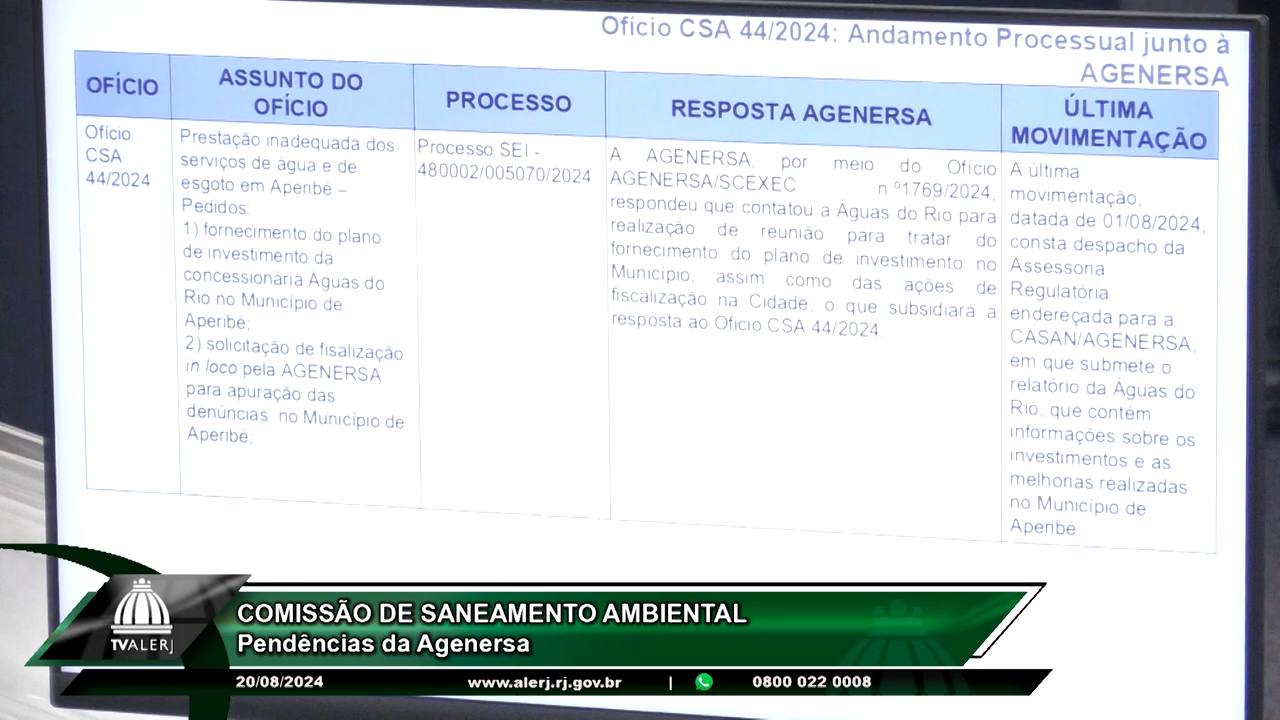 Ofício CSA 44/2024: Andamento Processual junto à
AGENERSA
OFÍCIO
ASSUNTO DO
OFÍCIO
PROCESSO
RESPOSTA AGENERSA
ÚLTIMA
MOVIMENTAÇÃO
Ofício
CSA
44/2024
Prestação inadequada dos
serviços de água e de
esgoto em Aperibé –
Pedidos:
1) fornecimento do plano
de investimento da
concessionária Águas do
Rio no Município de
Aperibé;
2) solicitação de fisalização
in loco pela AGENERSA
para apuração das
denúncias no Município de
Aperibé;
Processo SEI -
480002/005070/2024
A AGENERSA, por meio do Ofício
AGENERSA/SCEXEC n º1769/2024,
respondeu que contatou a Águas do Rio para
realização de reunião para tratar do
fornecimento do plano de investimento no
Município, assim como das ações de
fiscalização na Cidade, o que subsidiará a
resposta ao Ofício CSA 44/2024.
A última
movimentação,
datada de 01/08/2024,
consta despacho da
Assessoria
Regulatória
endereçada para a
CASAN/AGENERSA,
em que submete o
relatório da Águas do
Rio, que contém
informações sobre os
investimentos e as
melhorias realizadas
no Município de
Aperibé.
TVALERJ
COMISSÃO DE SANEAMENTO AMBIENTAL
Pendências da Agenersa
20/08/2024 www.alerj.rj.gov.br | 0800 022 0008